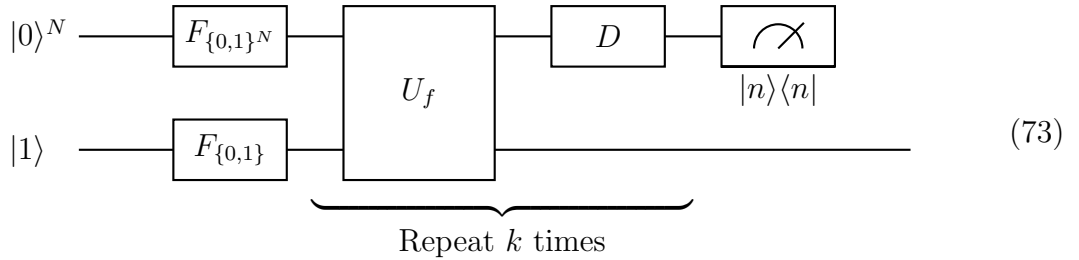 |0⟩^N F_{{0,1}^N} U_f D |n⟩⟨n|
|1⟩ F_{{0,1}} (73)
Repeat k times